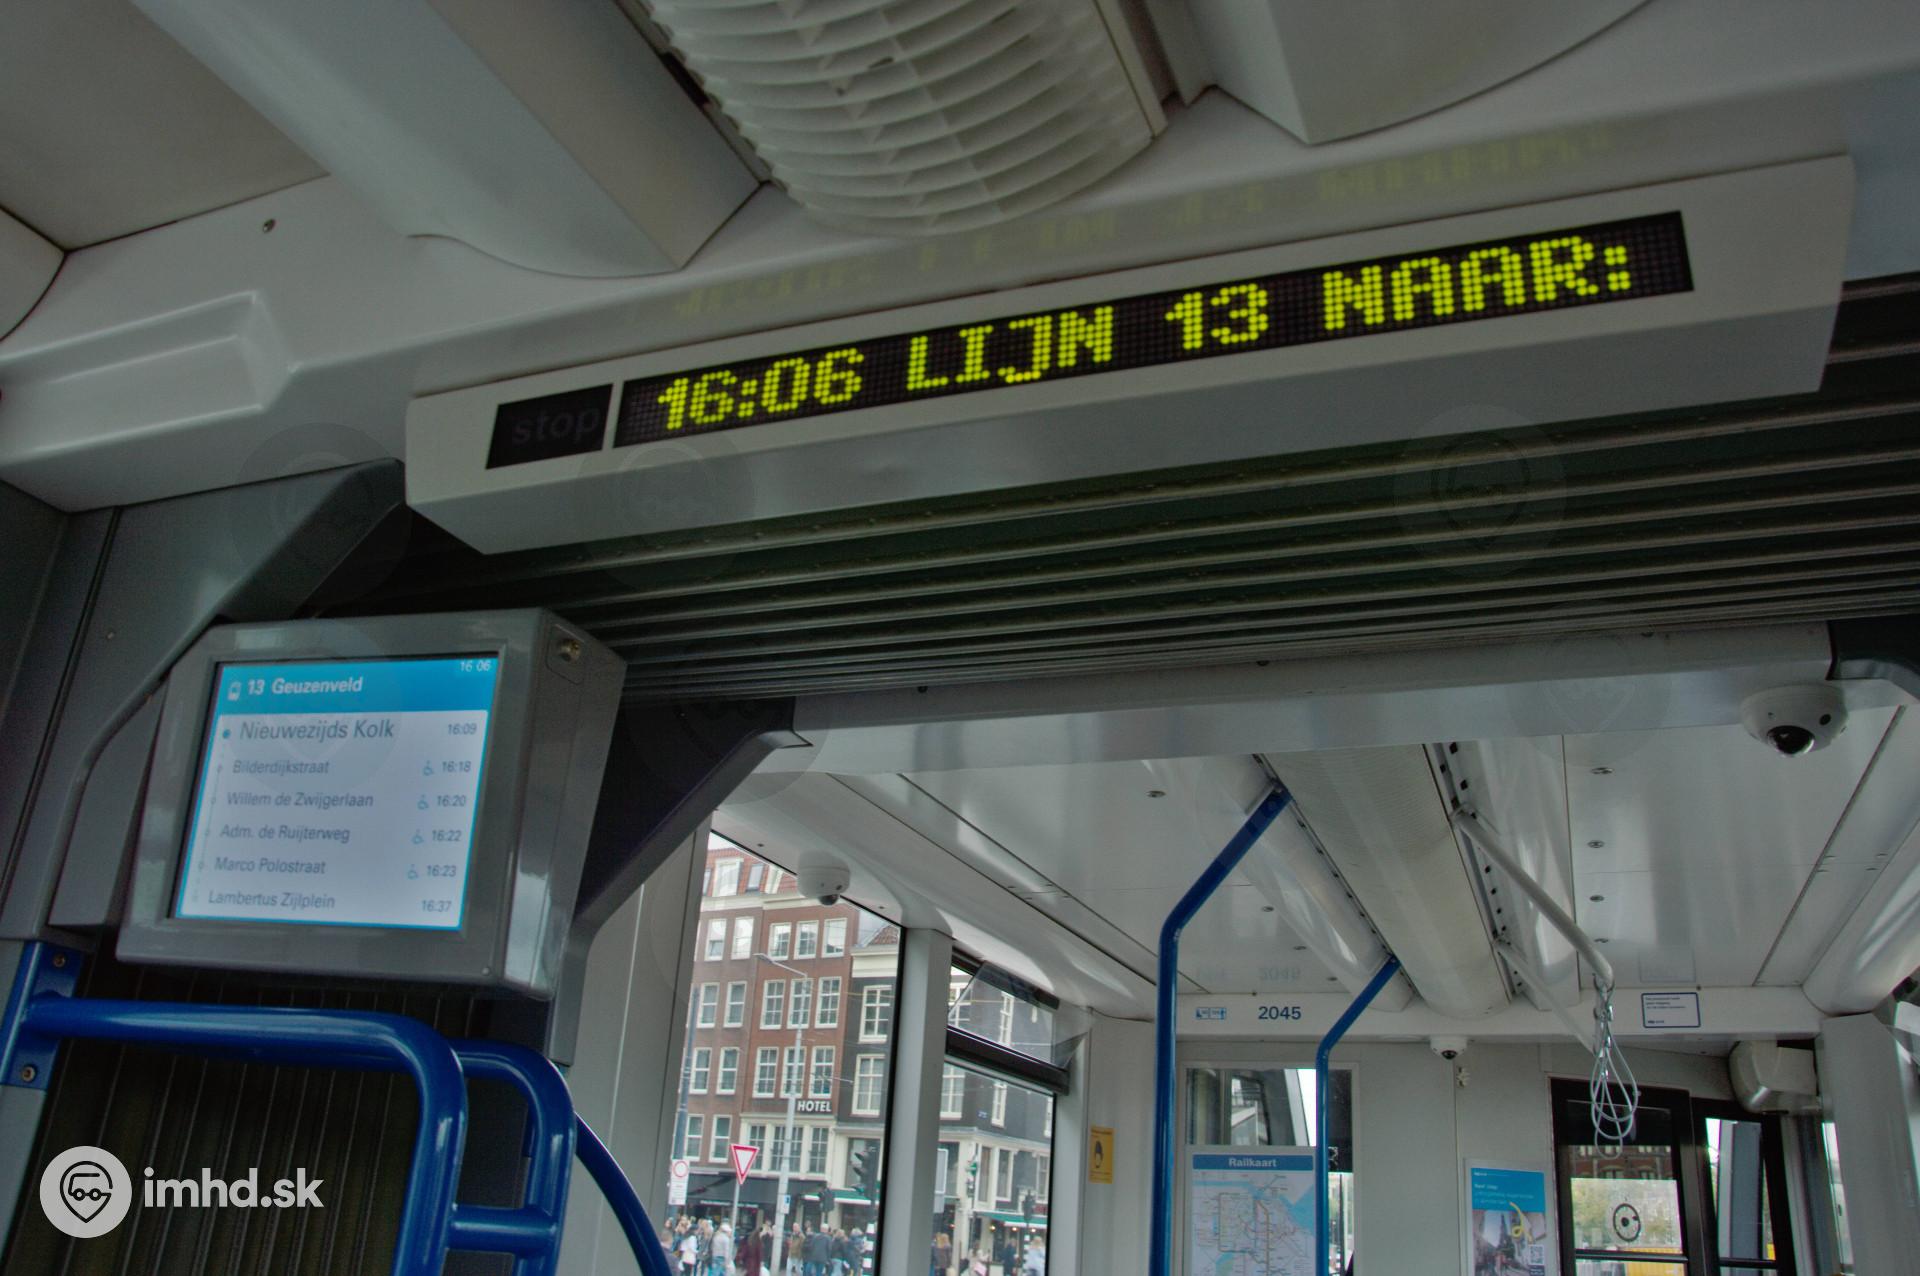 16:06 LIJN 13 NAAR:
stop
16:06
13 Geuzenveld
Nieuwezijds Kolk 16:09
Bilderdijkstraat 16:18
Willem de Zwijgerlaan 16:20
Adm. de Ruijterweg 16:22
Marco Polostraat 16:23
Lambertus Zijlplein 16:37
2045
HOTEL
Railkaart
imhd.sk